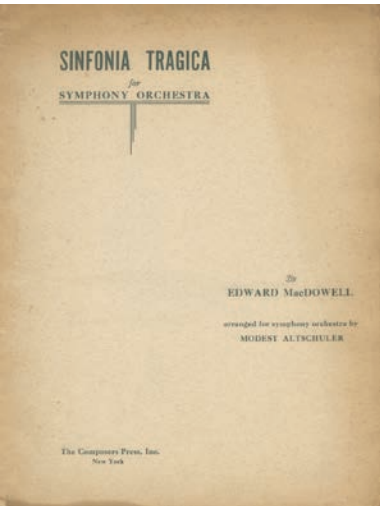 SINFONIA TRAGICA
for
SYMPHONY ORCHESTRA
By
EDWARD MacDOWELL
arranged for symphony orchestra by
MODEST ALTSCHULER
The Composers Press, Inc.
New York